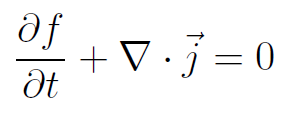 ∂f/∂t + ∇ · j⃗ = 0